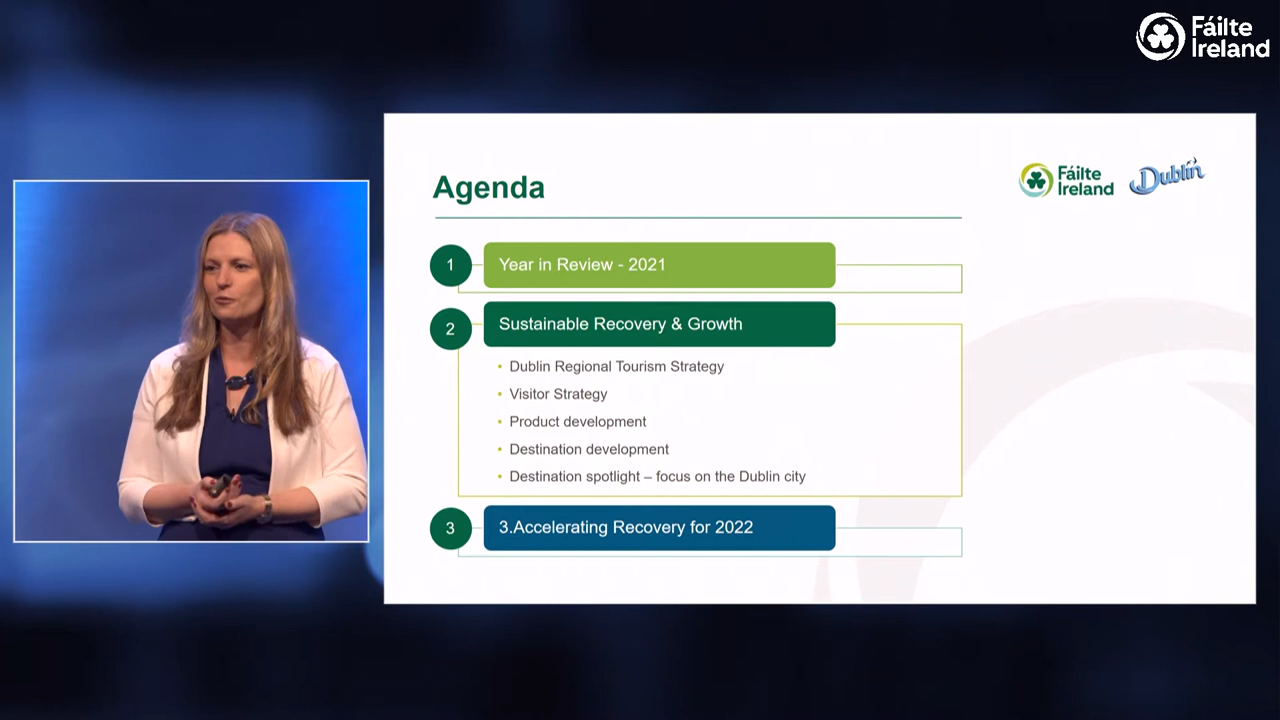 Fáilte
Ireland
Agenda
Fáilte
Ireland
Dublin
1
Year in Review - 2021
2
Sustainable Recovery & Growth
• Dublin Regional Tourism Strategy
• Visitor Strategy
• Product development
• Destination development
• Destination spotlight – focus on the Dublin city
3
3.Accelerating Recovery for 2022